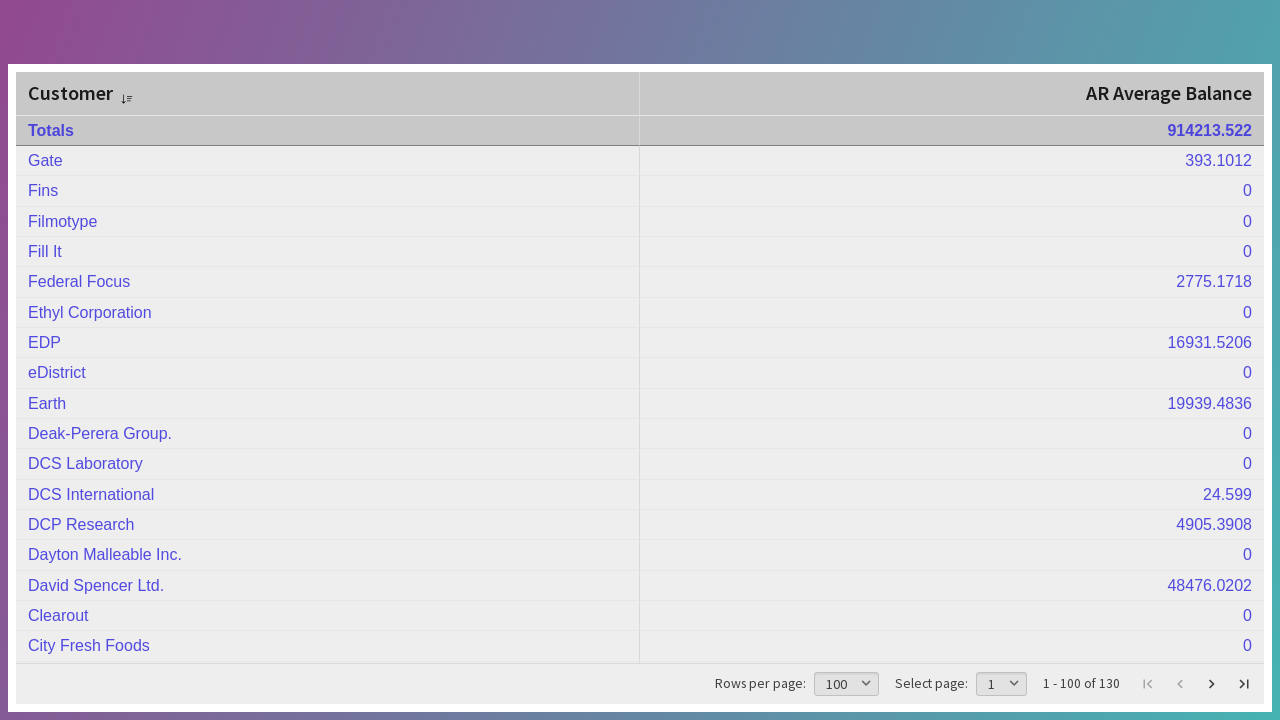 Customer AR Average Balance
Totals 914213.522
Gate 393.1012
Fins 0
Filmotype 0
Fill It 0
Federal Focus 2775.1718
Ethyl Corporation 0
EDP 16931.5206
eDistrict 0
Earth 19939.4836
Deak-Perera Group. 0
DCS Laboratory 0
DCS International 24.599
DCP Research 4905.3908
Dayton Malleable Inc. 0
David Spencer Ltd. 48476.0202
Clearout 0
City Fresh Foods 0
Rows per page: 100 Select page: 1 1 - 100 of 130